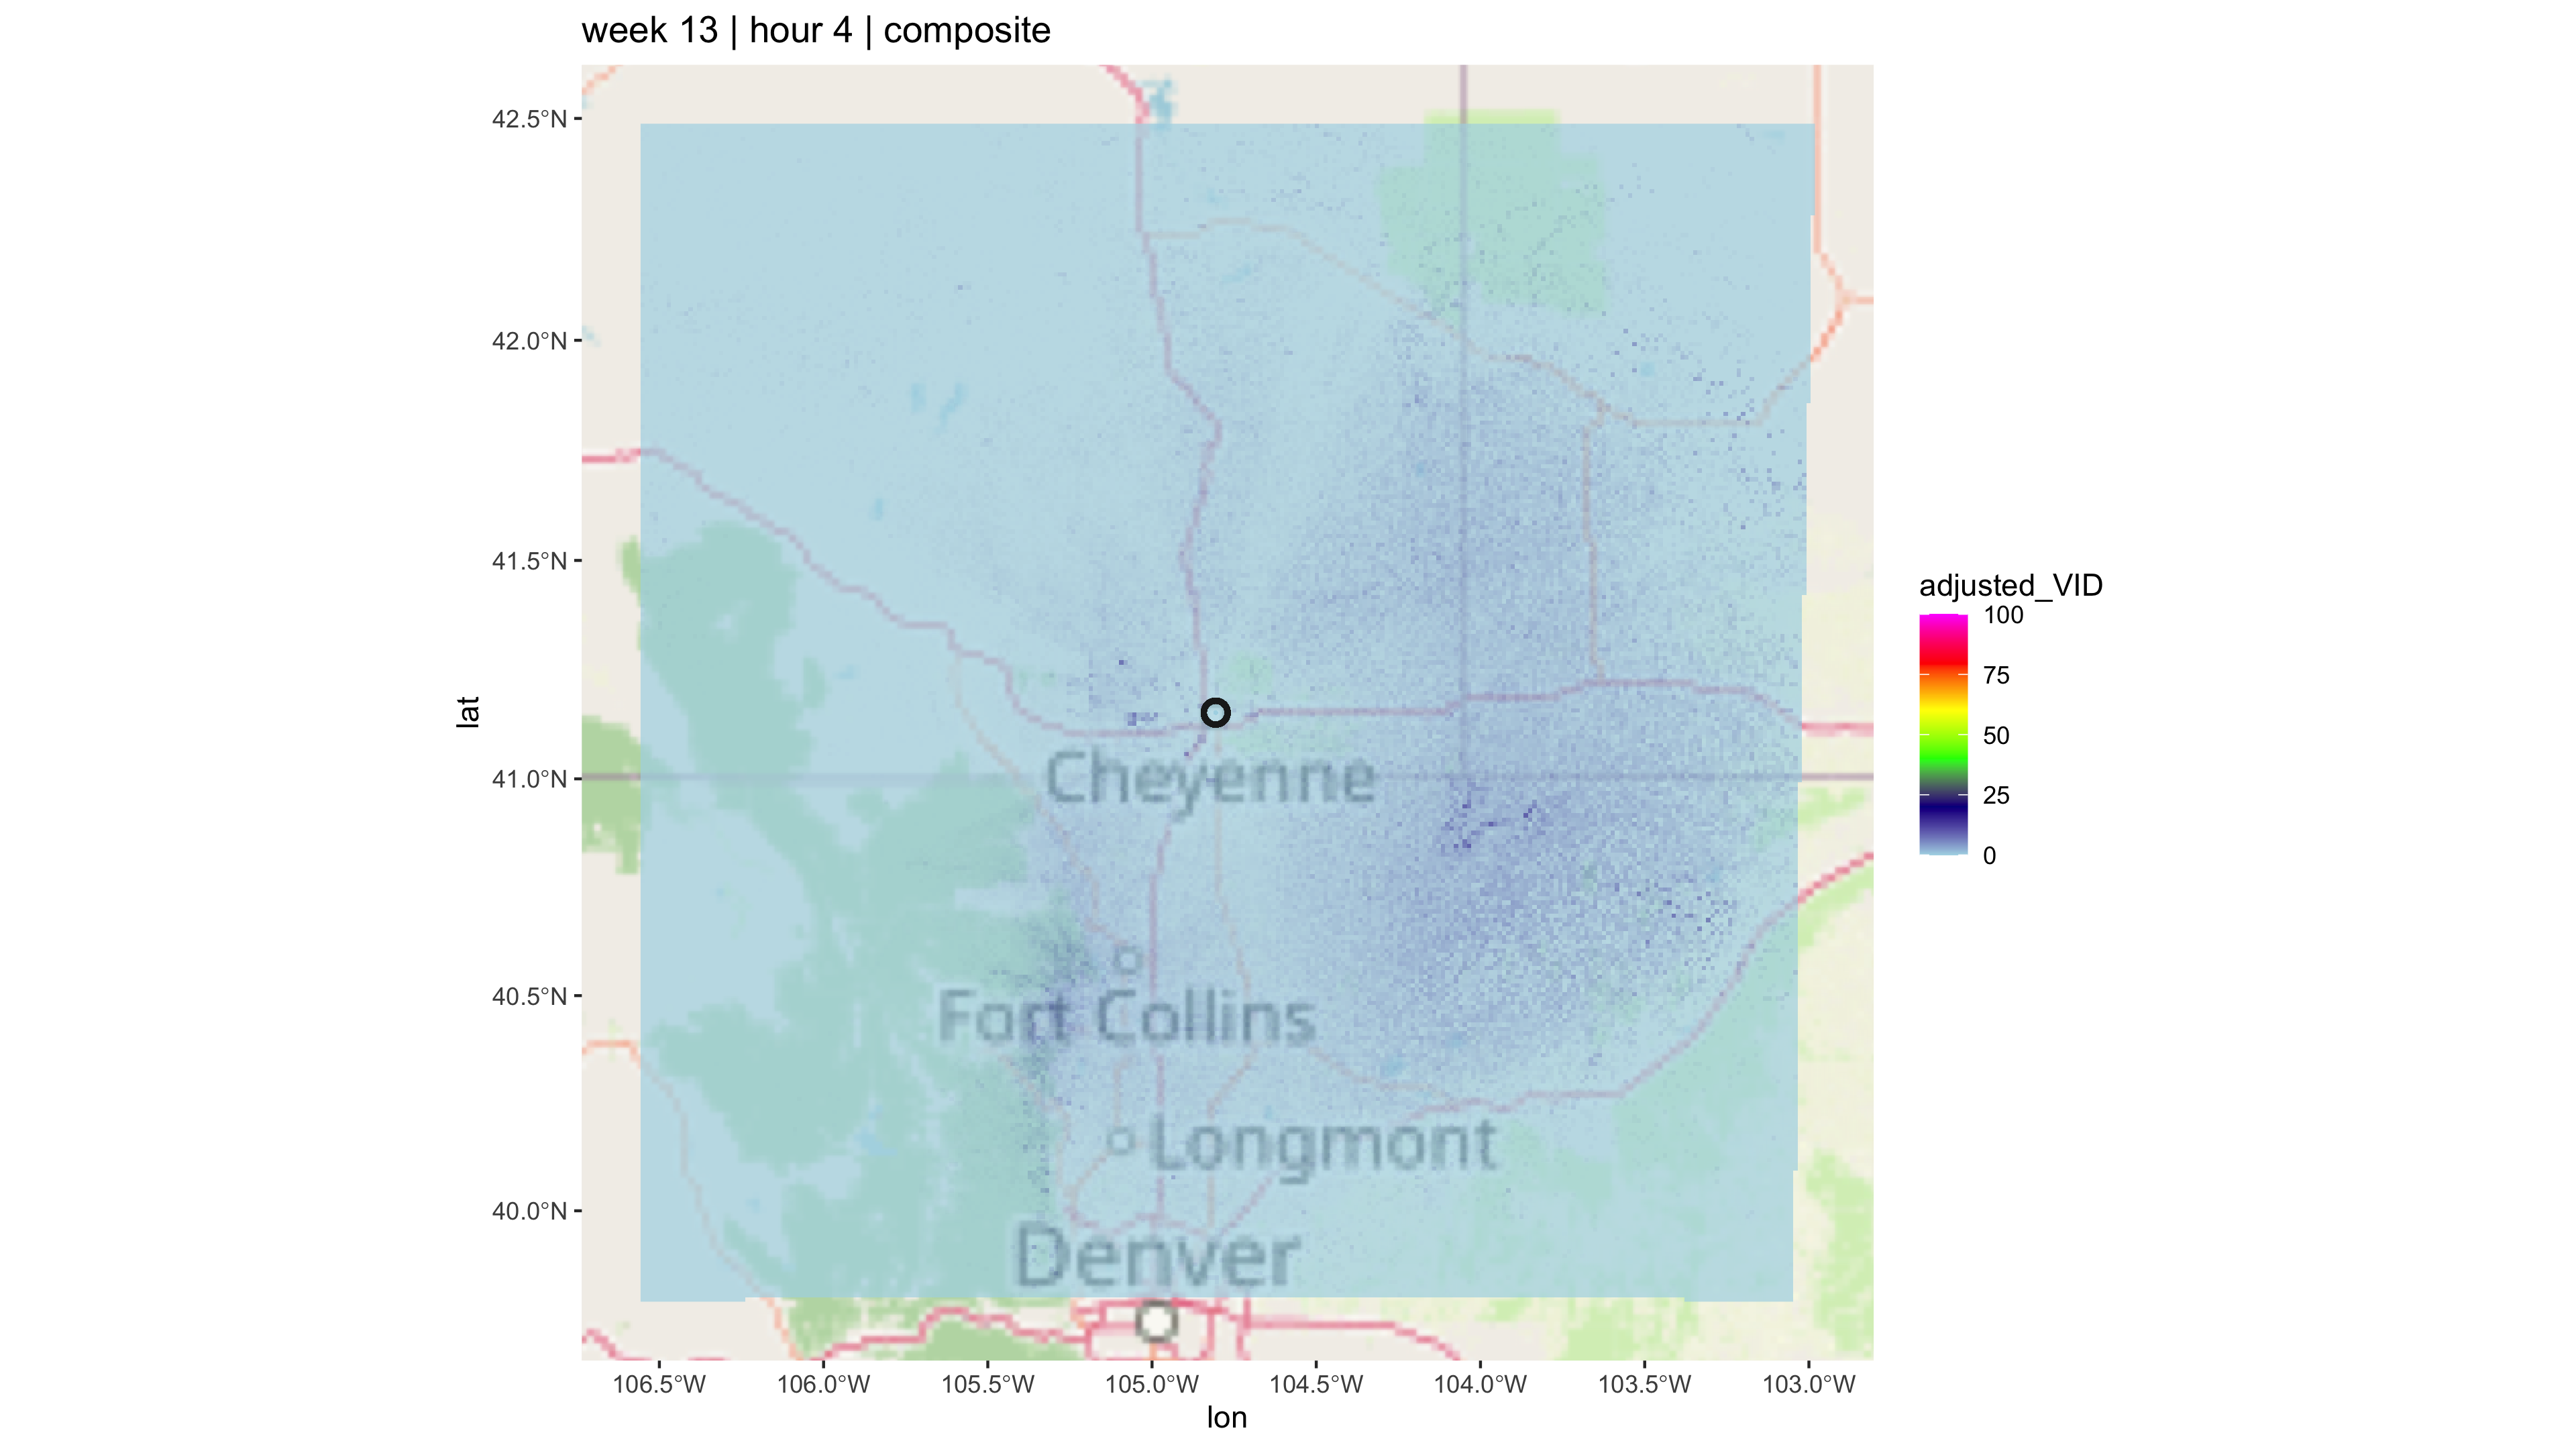 week 13 | hour 4 | composite
42.5°N
42.0°N
41.5°N
41.0°N
40.5°N
40.0°N
lat
Cheyenne
Fort Collins
Longmont
Denver
106.5°W 106.0°W 105.5°W 105.0°W 104.5°W 104.0°W 103.5°W 103.0°W
lon
adjusted_VID
100
75
50
25
0